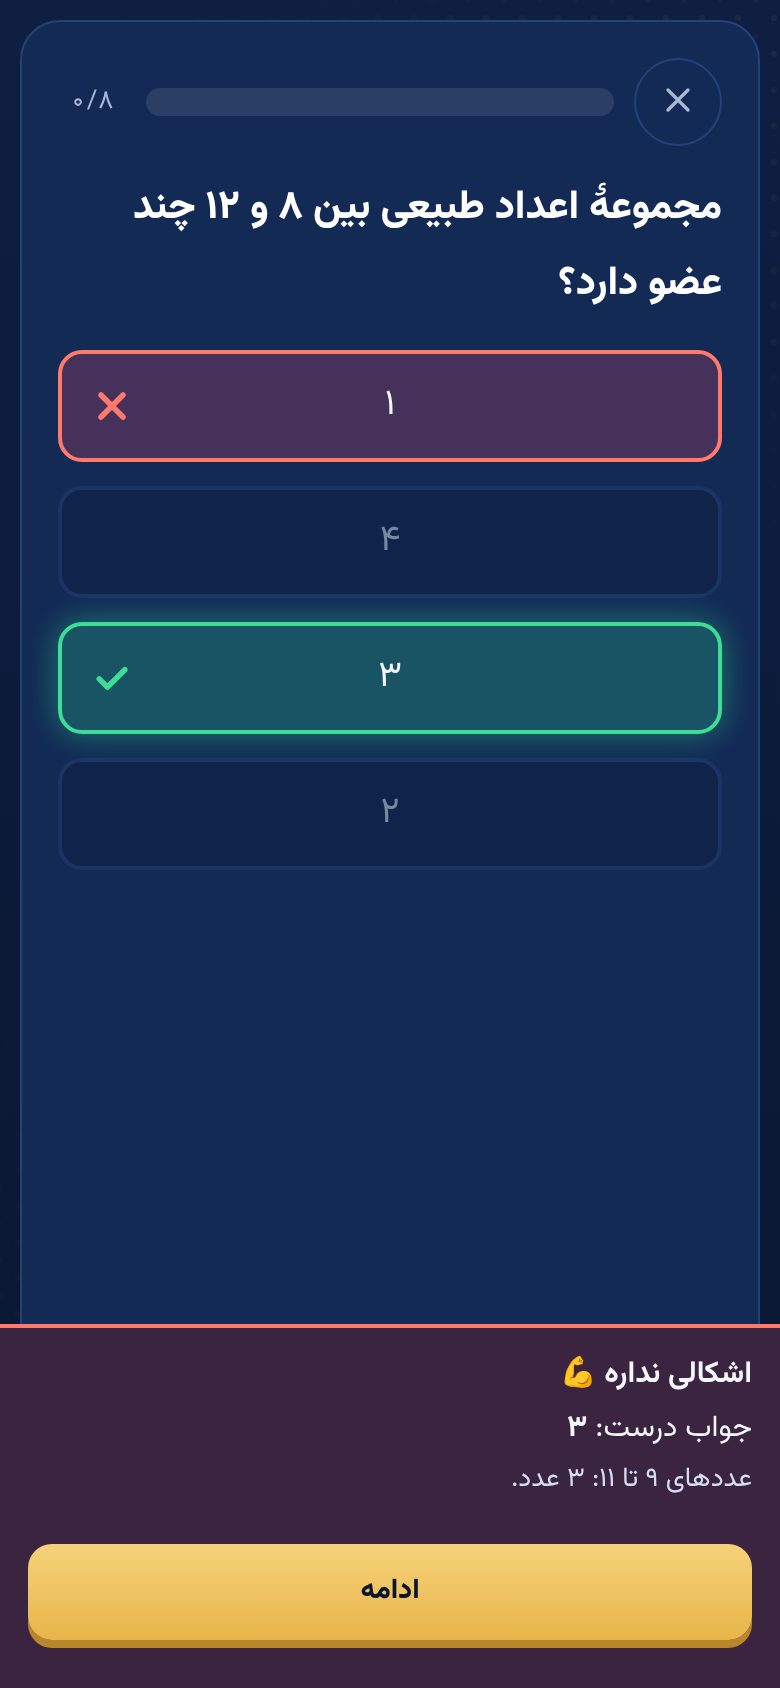 ۰/۸
مجموعهٔ اعداد طبیعی بین ۸ و ۱۲ چند
عضو دارد؟
۱
۴
۳
۲
اشکالی نداره 💪
جواب درست: ۳
عددهای ۹ تا ۱۱: ۳ عدد.
ادامه